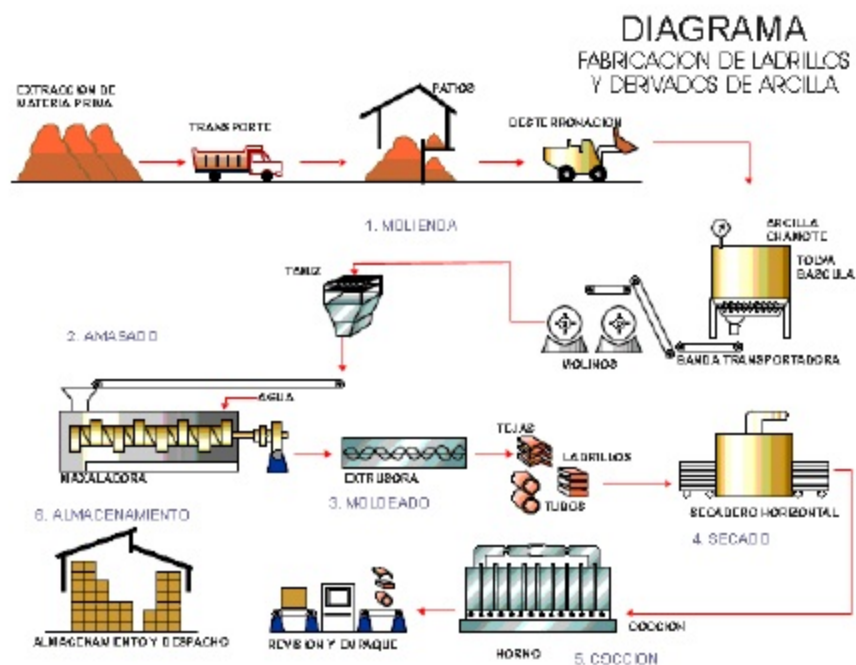 DIAGRAMA
FABRICACION DE LADRILLOS
Y DERIVADOS DE ARCILLA
EXTRACCION DE
MATERIA PRIMA
TRANSPORTE
PATIOS
DESTERRONACION
1. MOLIENDA
ARCILLA
CHAMOTE
TOLVA
BASCULA
TAMIZ
MOLINOS
BANDA TRANSPORTADORA
2. AMASADO
AGUA
MAZALADORA
EXTRUSORA
TEJAS
LADRILLOS
TUBOS
3. MOLDEADO
SECADERO HORIZONTAL
4. SECADO
6. ALMACENAMIENTO
ALMACENAMIENTO Y DESPACHO
REVISION Y EMPAQUE
HORNO
COCCION
5. COCCION